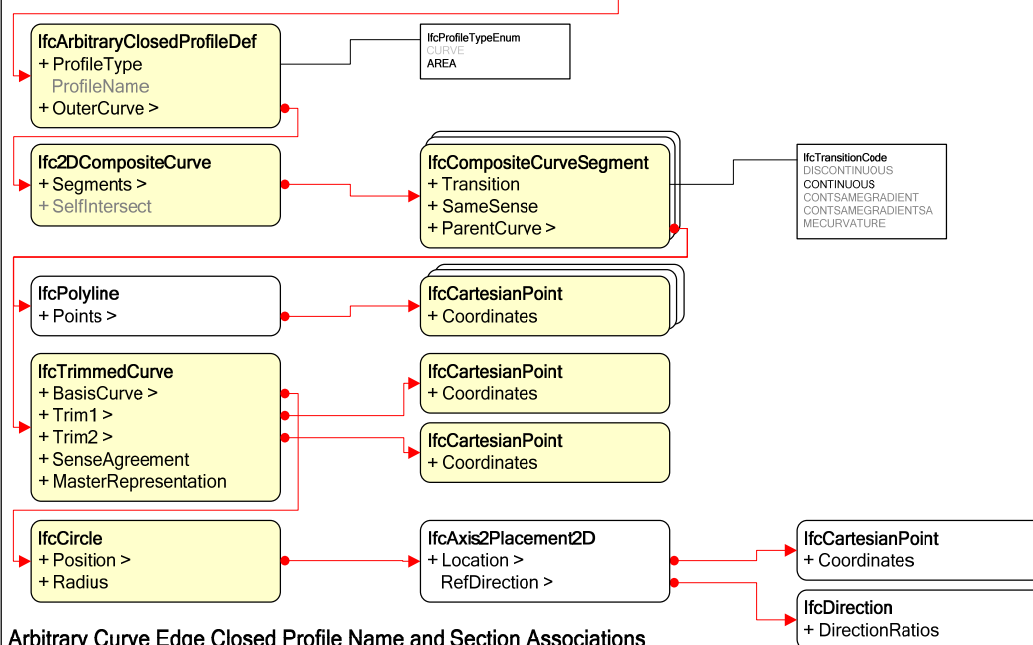 IfcArbitraryClosedProfileDef
+ ProfileType
ProfileName
+ OuterCurve >
IfcProfileTypeEnum
CURVE
AREA
Ifc2DCompositeCurve
+ Segments >
+ SelfIntersect
IfcCompositeCurveSegment
+ Transition
+ SameSense
+ ParentCurve >
IfcTransitionCode
DISCONTINUOUS
CONTINUOUS
CONTSAMEGRADIENT
CONTSAMEGRADIENTSA
MECURVATURE
IfcPolyline
+ Points >
IfcCartesianPoint
+ Coordinates
IfcTrimmedCurve
+ BasisCurve >
+ Trim1 >
+ Trim2 >
+ SenseAgreement
+ MasterRepresentation
IfcCartesianPoint
+ Coordinates
IfcCartesianPoint
+ Coordinates
IfcCircle
+ Position >
+ Radius
IfcAxis2Placement2D
+ Location >
RefDirection >
IfcCartesianPoint
+ Coordinates
IfcDirection
+ DirectionRatios
Arbitrary Curve Edge Closed Profile Name and Section Associations